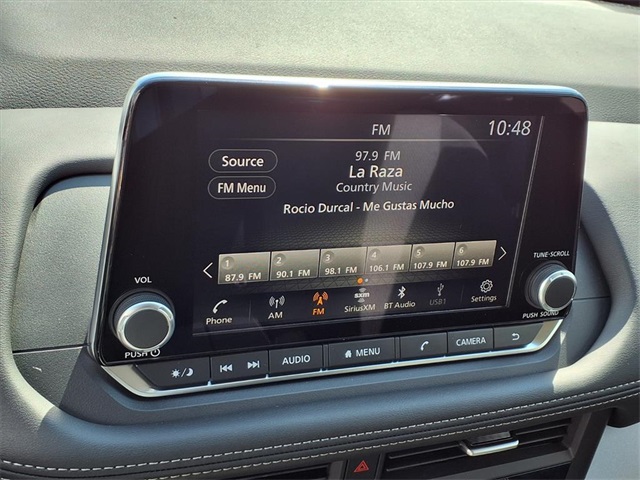 FM
10:48
Source
97.9 FM
La Raza
FM Menu
Country Music
Rocio Durcal - Me Gustas Mucho
1 2 3 4 5 6
87.9 FM 90.1 FM 98.1 FM 106.1 FM 107.9 FM 107.9 FM
Phone AM FM SiriusXM BT Audio USB1 Settings
sxm
VOL
PUSH
TUNE·SCROLL
PUSH SOUND
AUDIO MENU CAMERA